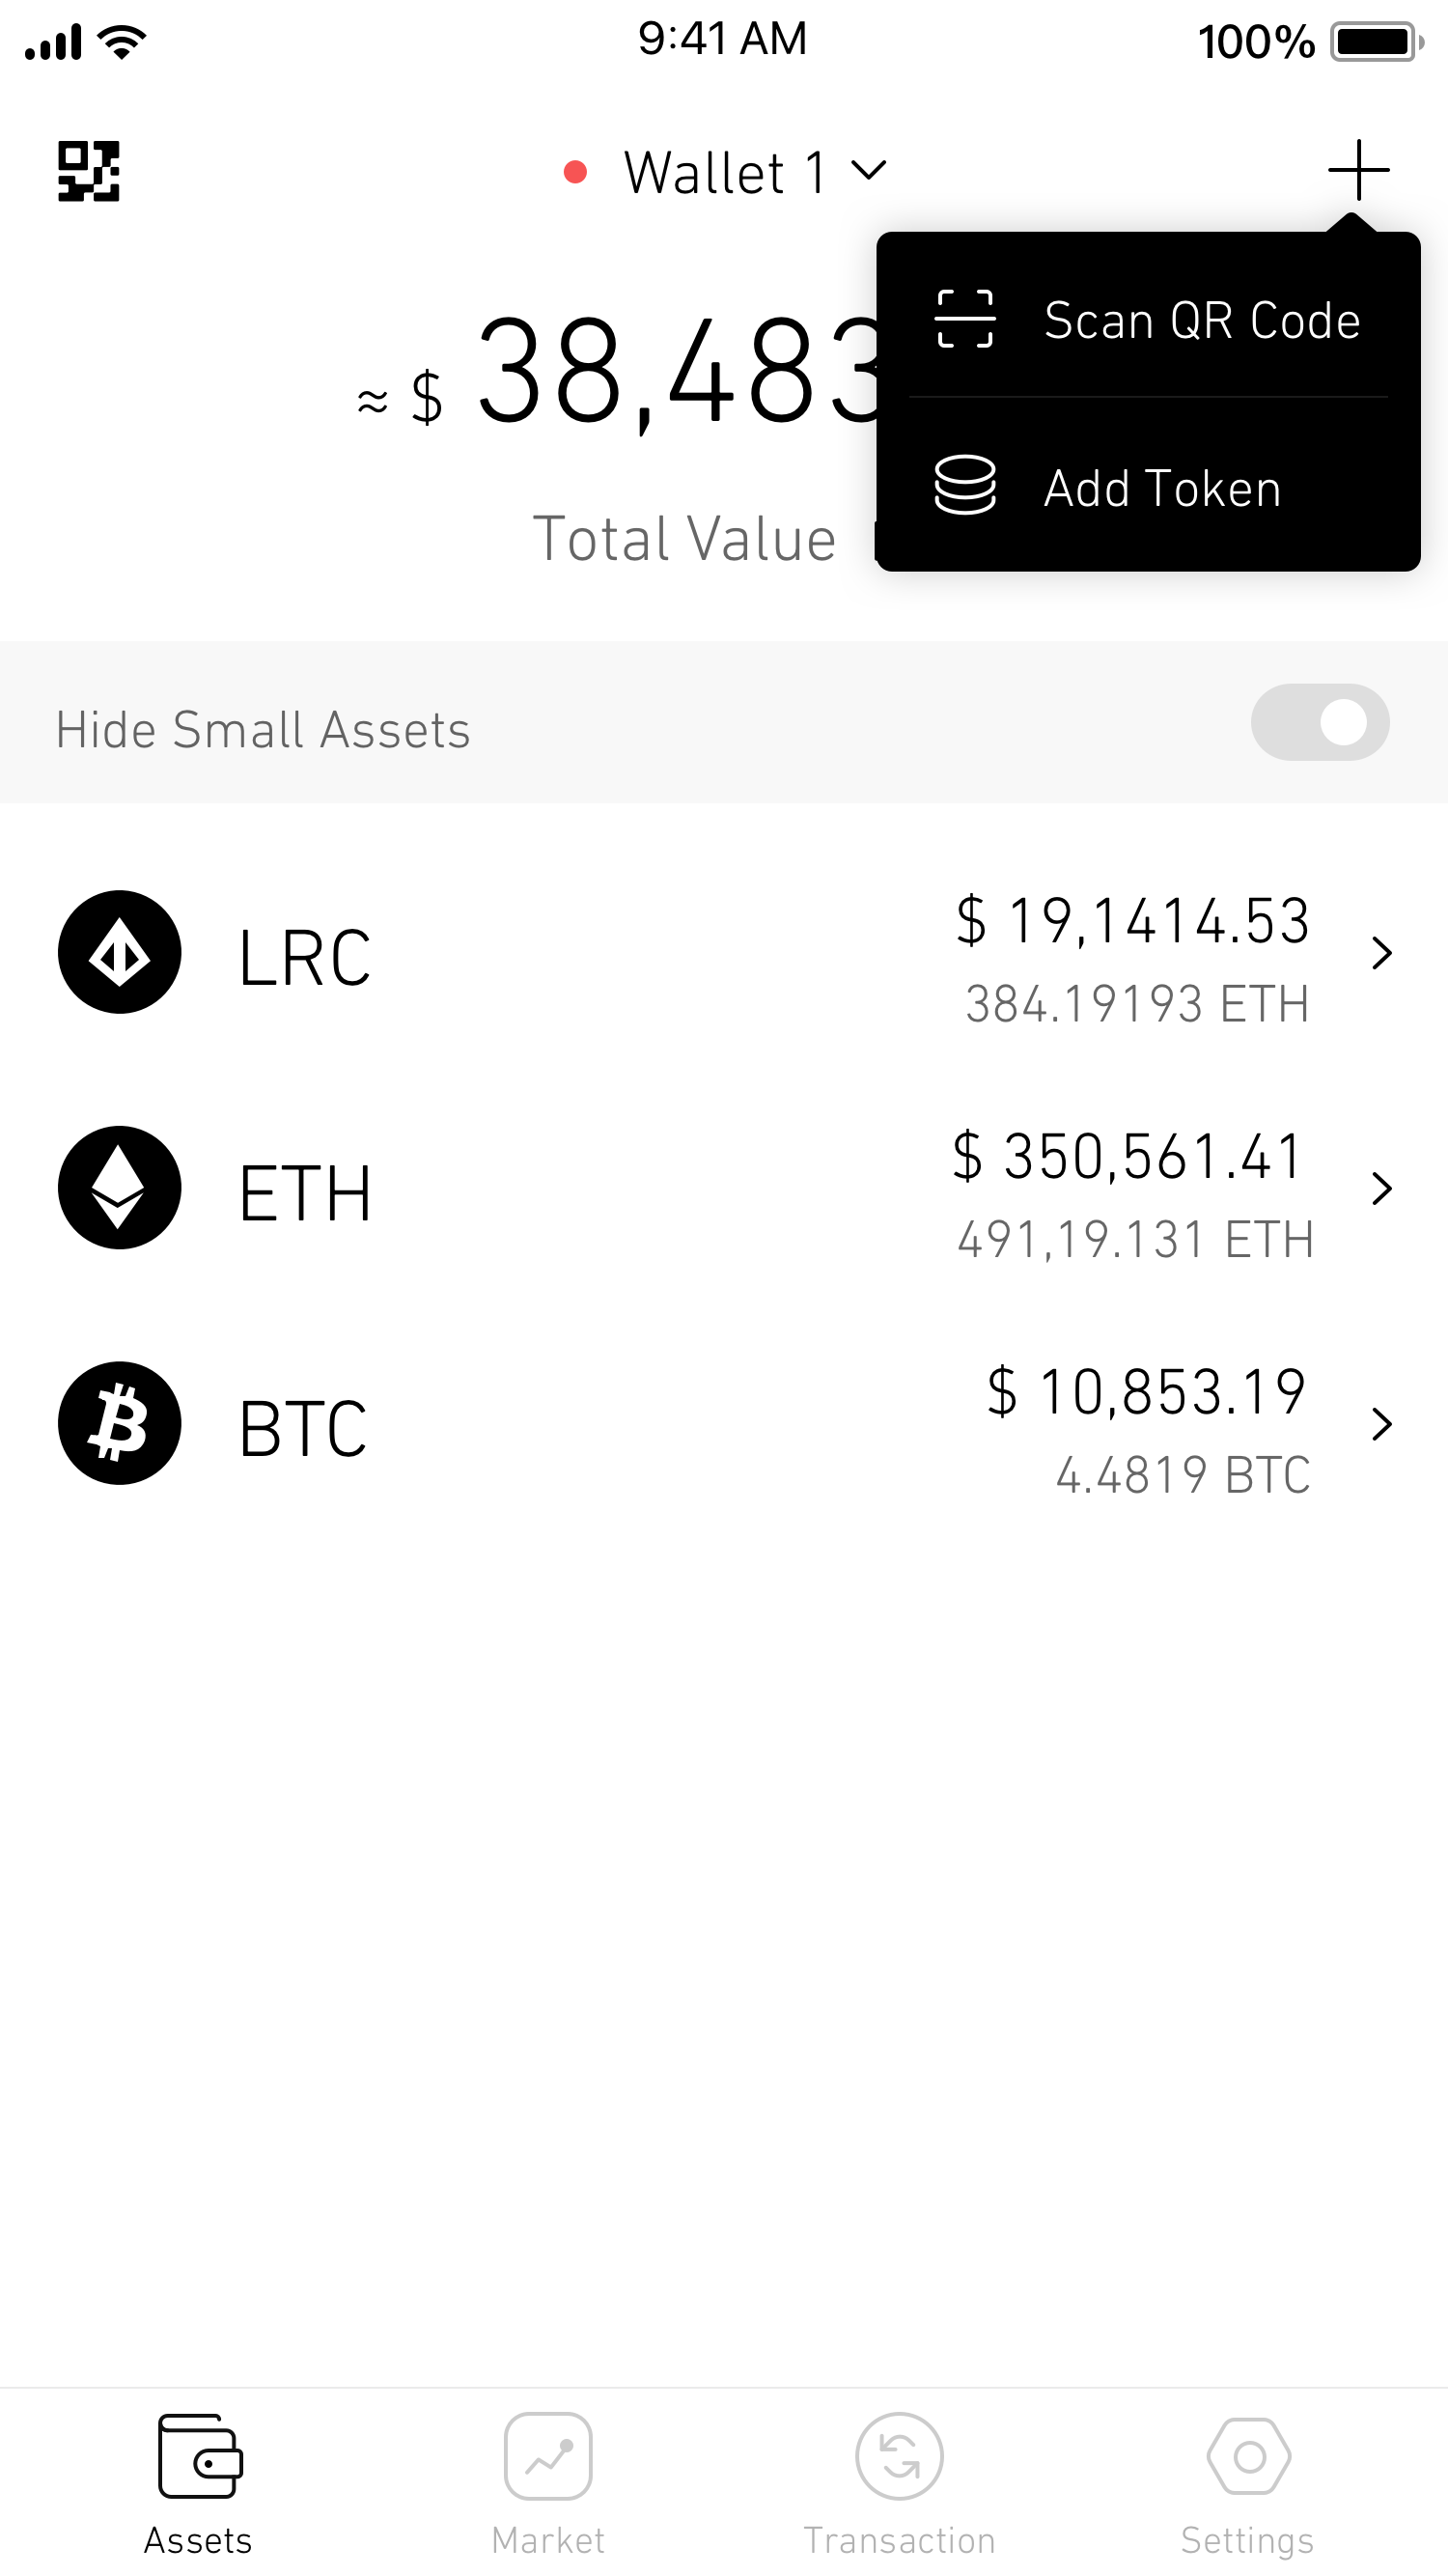 9:41 AM
100%
Wallet 1
≈ $ 38,483
Scan QR Code
Add Token
Total Value
Hide Small Assets
LRC
$ 19,1414.53
384.19193 ETH
ETH
$ 350,561.41
491,19.131 ETH
BTC
$ 10,853.19
4.4819 BTC
Assets
Market
Transaction
Settings